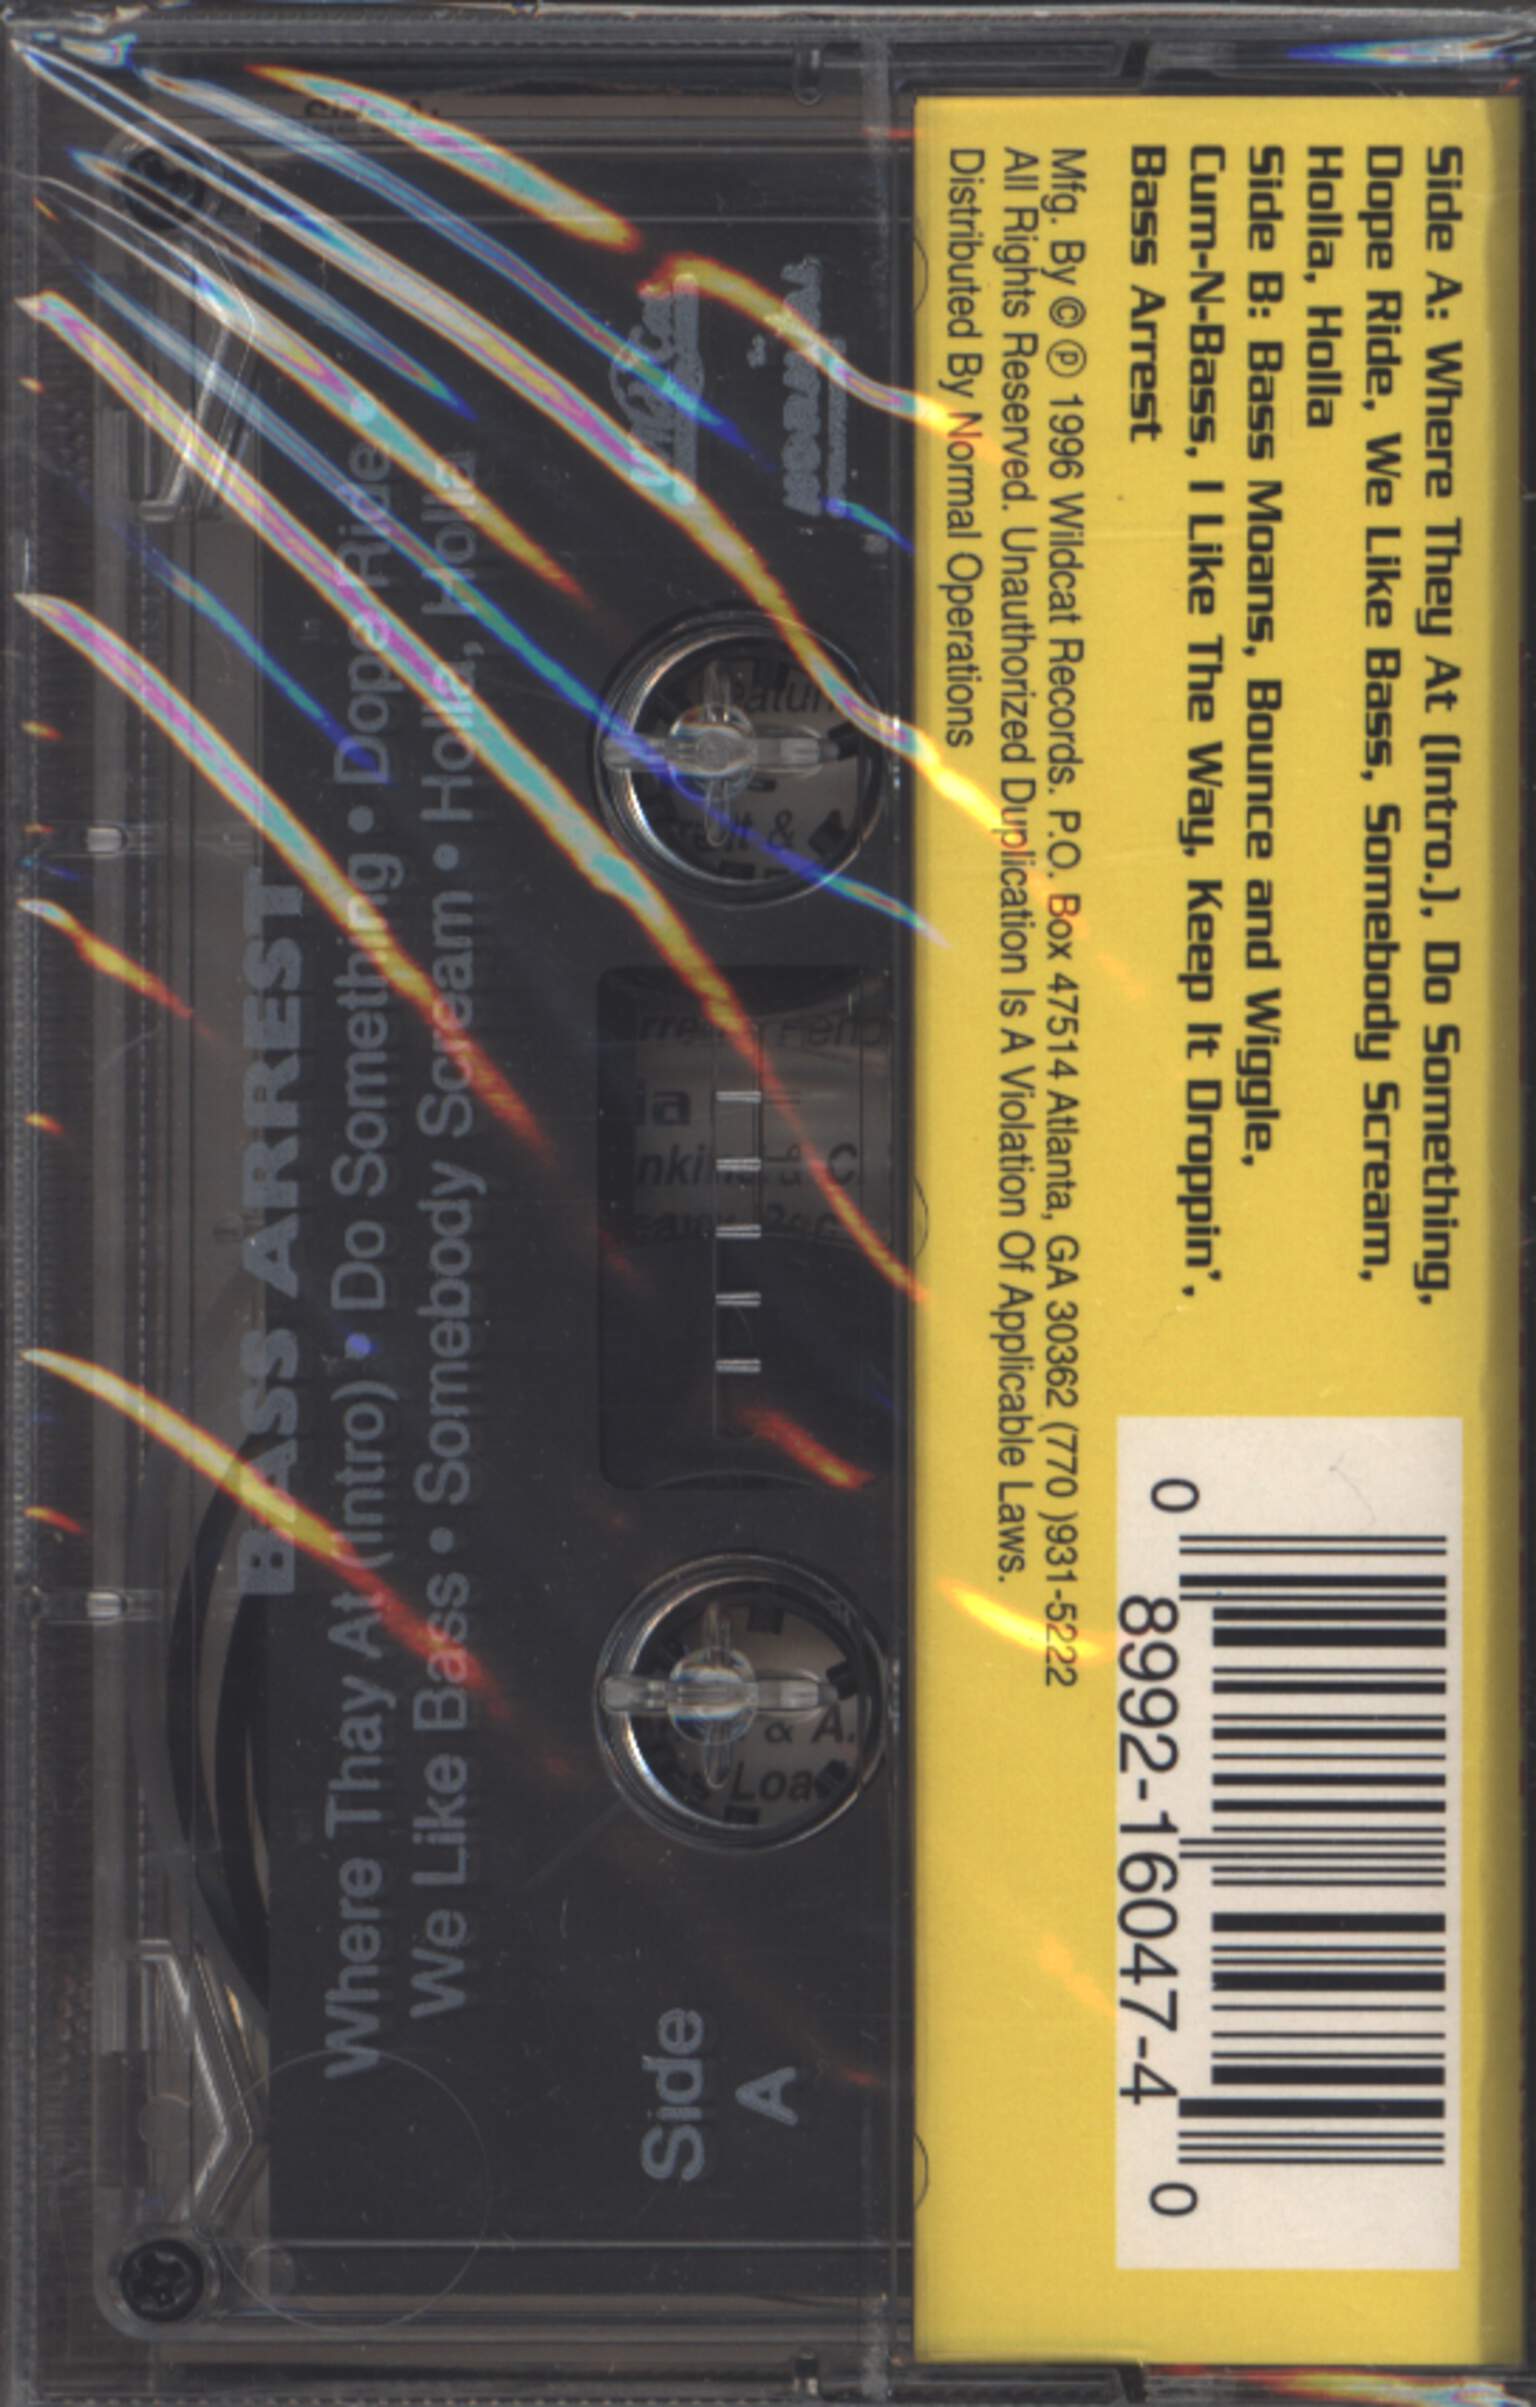 Side A: Where They At (Intro.), Do Something,
Dope Ride, We Like Bass, Somebody Scream,
Holla, Holla
Side B: Bass Moans, Bounce and Wiggle,
Cum-N-Bass, I Like The Way, Keep It Droppin',
Bass Arrest
Mfg. By © ℗ 1996 Wildcat Records. P.O. Box 47514 Atlanta, GA 30362 (770 )931-5222
All Rights Reserved. Unauthorized Duplication Is A Violation Of Applicable Laws.
Distributed By Normal Operations
0 8992-16047-4 0
BASS ARREST
Where Thay At (Intro) • Do Something • Dope Ride
We Like Bass • Somebody Scream • Holla, Holla
Side
A